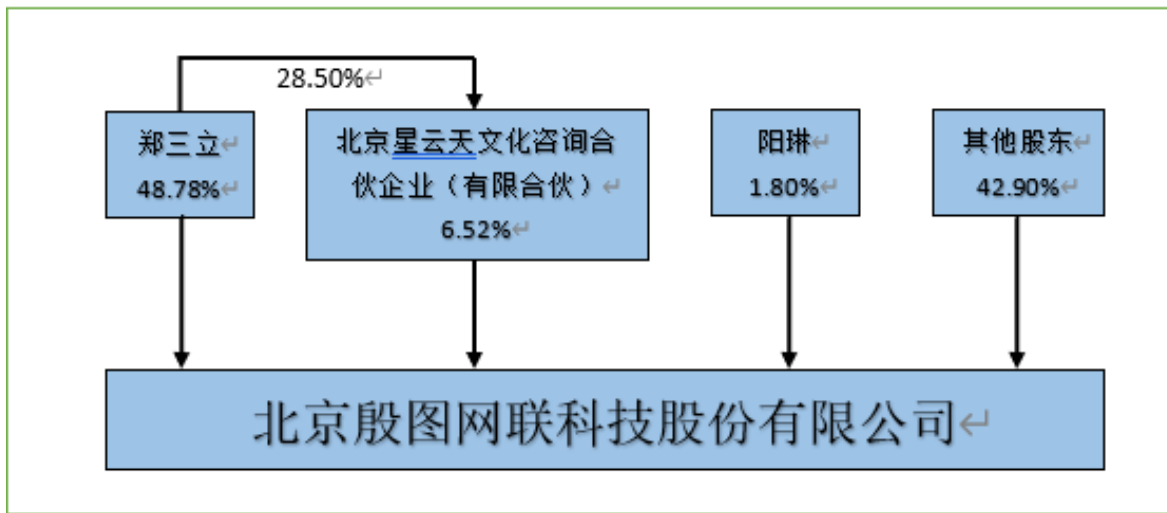 28.50%
郑三立
48.78%
北京星云天文化咨询合
伙企业（有限合伙）
6.52%
阳琳
1.80%
其他股东
42.90%
北京殷图网联科技股份有限公司